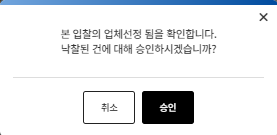 본 입찰의 업체선정 됨을 확인합니다.
낙찰된 건에 대해 승인하시겠습니까?
취소
승인